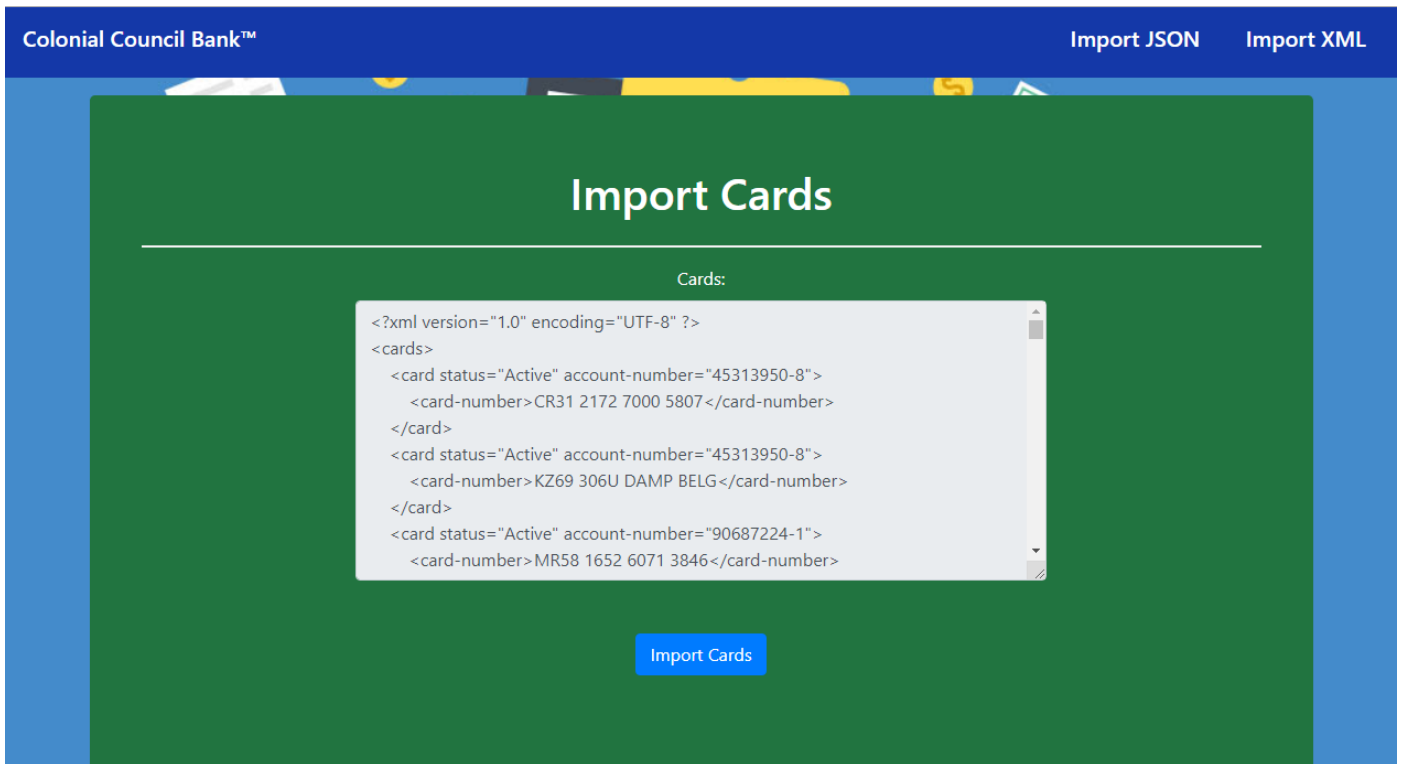 Colonial Council Bank™ Import JSON Import XML
Import Cards
Cards:
<?xml version="1.0" encoding="UTF-8" ?>
<cards>
<card status="Active" account-number="45313950-8">
<card-number>CR31 2172 7000 5807</card-number>
</card>
<card status="Active" account-number="45313950-8">
<card-number>KZ69 306U DAMP BELG</card-number>
</card>
<card status="Active" account-number="90687224-1">
<card-number>MR58 1652 6071 3846</card-number>
Import Cards